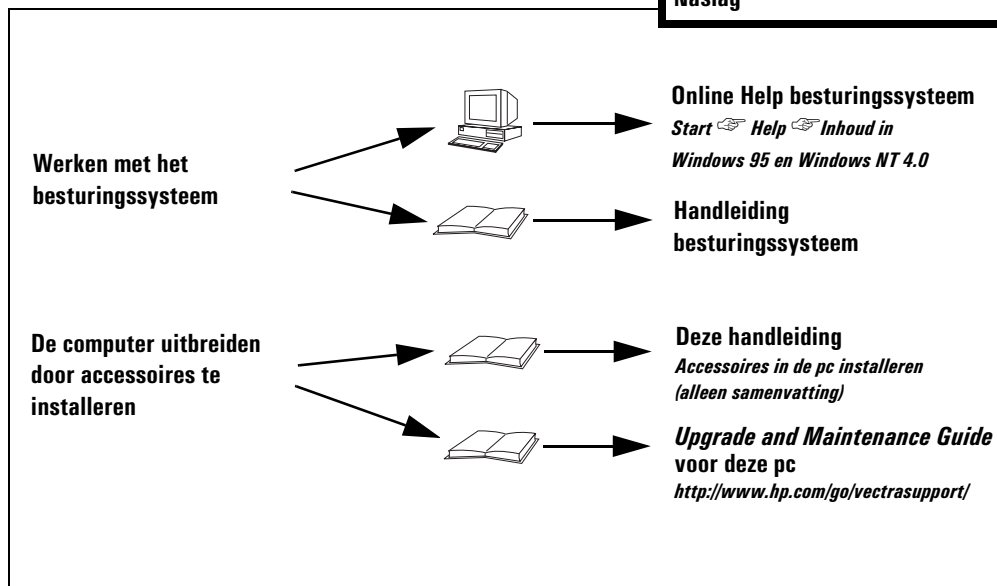 Naslag
Online Help besturingssysteem
Start ☞ Help ☞ Inhoud in
Windows 95 en Windows NT 4.0
Werken met het
besturingssysteem
Handleiding
besturingssysteem
De computer uitbreiden
door accessoires te
installeren
Deze handleiding
Accessoires in de pc installeren
(alleen samenvatting)
Upgrade and Maintenance Guide
voor deze pc
http://www.hp.com/go/vectrasupport/